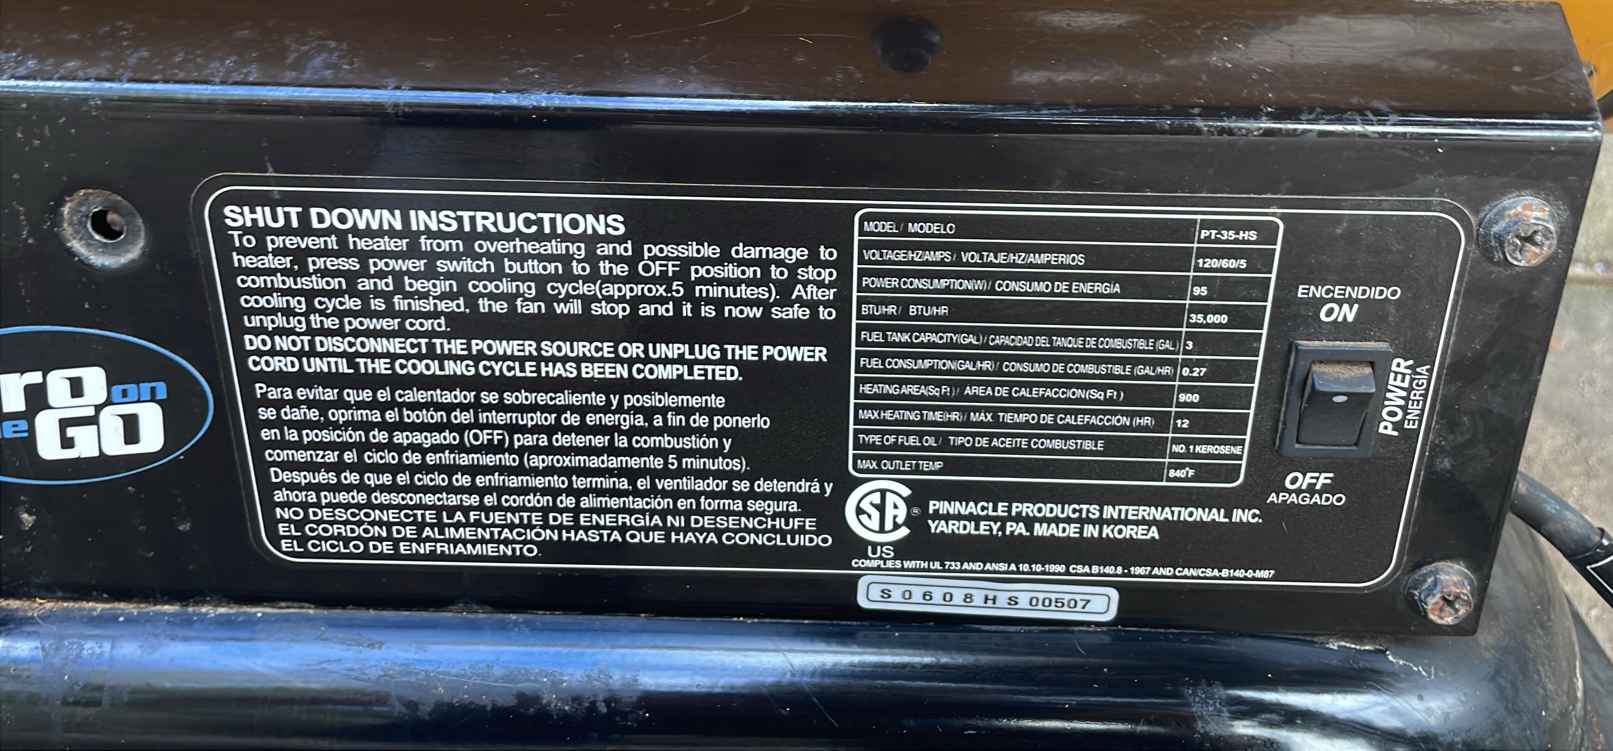 ro on
e GO
SHUT DOWN INSTRUCTIONS
To prevent heater from overheating and possible damage to
heater, press power switch button to the OFF position to stop
combustion and begin cooling cycle(approx.5 minutes). After
cooling cycle is finished, the fan will stop and it is now safe to
unplug the power cord.
DO NOT DISCONNECT THE POWER SOURCE OR UNPLUG THE POWER
CORD UNTIL THE COOLING CYCLE HAS BEEN COMPLETED.
Para evitar que el calentador se sobrecaliente y posiblemente
se dañe, oprima el botón del interruptor de energía, a fin de ponerlo
en la posición de apagado (OFF) para detener la combustión y
comenzar el ciclo de enfriamiento (aproximadamente 5 minutos).
Después de que el ciclo de enfriamiento termina, el ventilador se detendrá y
ahora puede desconectarse el cordón de alimentación en forma segura.
NO DESCONECTE LA FUENTE DE ENERGÍA NI DESENCHUFE
EL CORDÓN DE ALIMENTACIÓN HASTA QUE HAYA CONCLUIDO
EL CICLO DE ENFRIAMIENTO.
MODEL / MODELO PT-35-HS
VOLTAGE/HZ/AMPS / VOLTAJE/HZ/AMPERIOS 120/60/5
POWER CONSUMPTION(W) / CONSUMO DE ENERGÍA 95
BTU/HR / BTU/HR 35,000
FUEL TANK CAPACITY(GAL) / CAPACIDAD DEL TANQUE DE COMBUSTIBLE (GAL) 3
FUEL CONSUMPTION(GAL/HR) / CONSUMO DE COMBUSTIBLE (GAL/HR) 0.27
HEATING AREA(Sq Ft) / AREA DE CALEFACCIÓN(Sq Ft) 900
MAX HEATING TIME(HR) / MÁX. TIEMPO DE CALEFACCIÓN (HR) 12
TYPE OF FUEL OIL / TIPO DE ACEITE COMBUSTIBLE NO. 1 KEROSENE
MAX. OUTLET TEMP 840°F
ENCENDIDO
ON
POWER
ENERGÍA
OFF
APAGADO
SA ®
US
PINNACLE PRODUCTS INTERNATIONAL INC.
YARDLEY, PA. MADE IN KOREA
COMPLIES WITH UL 733 AND ANSI A 10.10-1990 CSA B140.8 - 1967 AND CAN/CSA-B140-0-M87
S0608HS00507